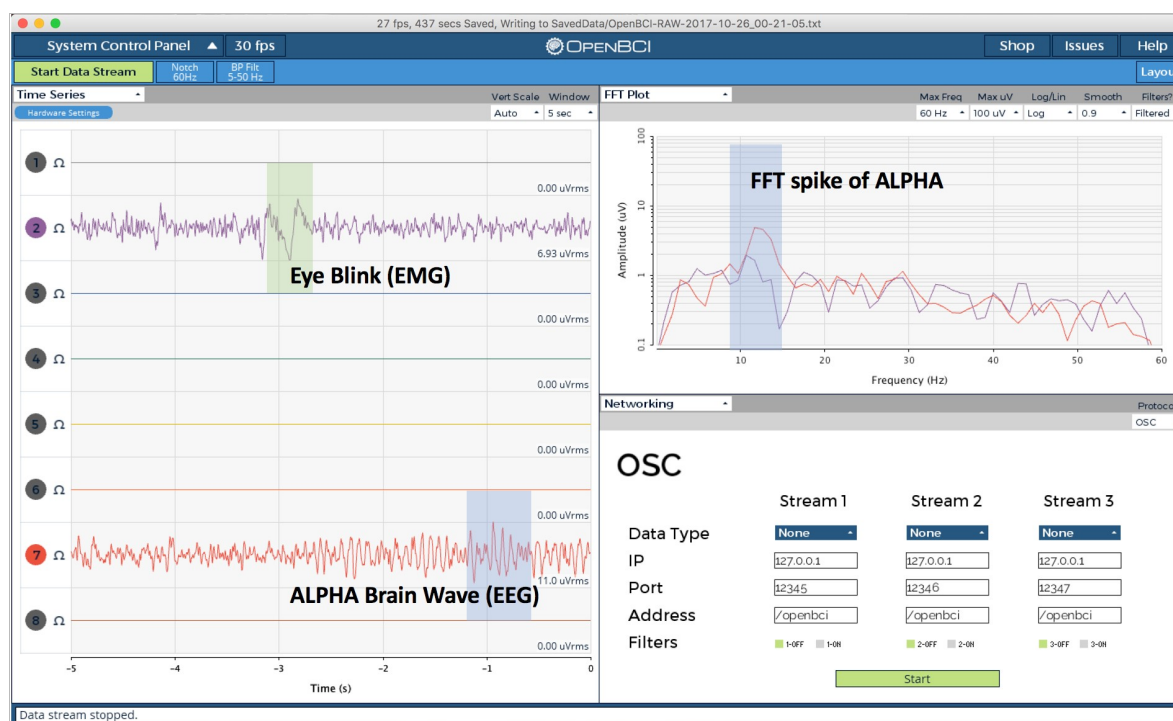 27 fps, 437 secs Saved, Writing to SavedData/OpenBCI-RAW-2017-10-26_00-21-05.txt
System Control Panel 30 fps OPENBCI Shop Issues Help
Start Data Stream Notch 60Hz BP Filt 5-50 Hz Layou
Time Series
Vert Scale Window
Hardware Settings Auto 5 sec
1 Ω 0.00 uVrms
2 Ω 6.93 uVrms
Eye Blink (EMG)
3 Ω 0.00 uVrms
4 Ω 0.00 uVrms
5 Ω 0.00 uVrms
6 Ω 0.00 uVrms
7 Ω 11.0 uVrms
ALPHA Brain Wave (EEG)
8 Ω 0.00 uVrms
-5 -4 -3 -2 -1 0
Time (s)
FFT Plot
Max Freq Max uV Log/Lin Smooth Filters?
60 Hz 100 uV Log 0.9 Filtered
FFT spike of ALPHA
Amplitude (uV)
100
10
1
0.1
10 20 30 40 50 60
Frequency (Hz)
Networking Protoco
OSC
OSC
Stream 1 Stream 2 Stream 3
Data Type None None None
IP 127.0.0.1 127.0.0.1 127.0.0.1
Port 12345 12346 12347
Address /openbci /openbci /openbci
Filters 1-OFF 1-ON 2-OFF 2-ON 3-OFF 3-ON
Start
Data stream stopped.